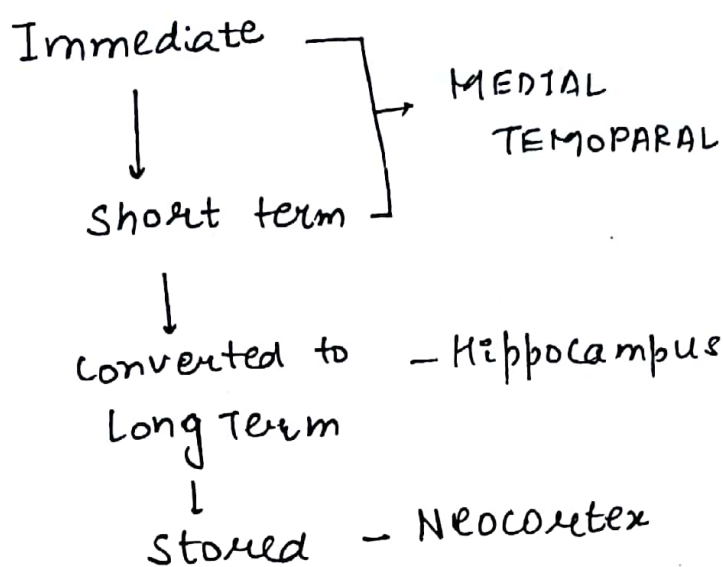 Immediate
MEDIAL
TEMOPARAL
Short term
Converted to - Hippocampus
Long Term
Stored - Neocortex